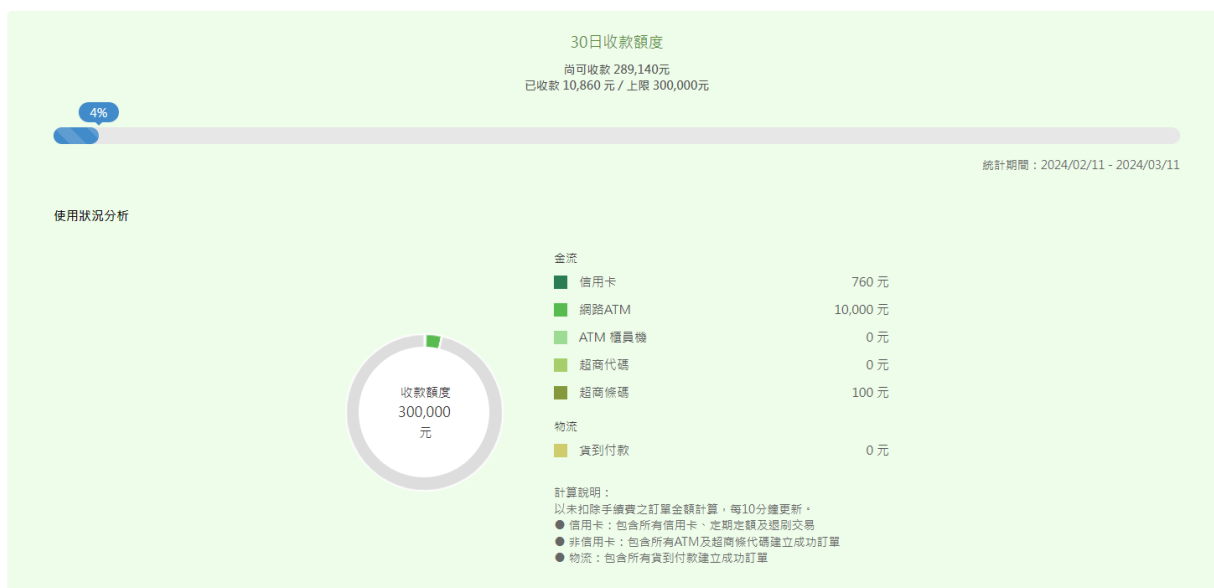 30日收款額度
尚可收款 289,140元
已收款 10,860 元 / 上限 300,000元
4%
統計期間：2024/02/11 - 2024/03/11
使用狀況分析
金流
信用卡 760 元
網路ATM 10,000 元
ATM 櫃員機 0 元
超商代碼 0 元
超商條碼 100 元
收款額度
300,000
元
物流
貨到付款 0 元
計算說明：
以未扣除手續費之訂單金額計算，每10分鐘更新。
● 信用卡：包含所有信用卡、定期定額及退刷交易
● 非信用卡：包含所有ATM及超商條代碼建立成功訂單
● 物流：包含所有貨到付款建立成功訂單